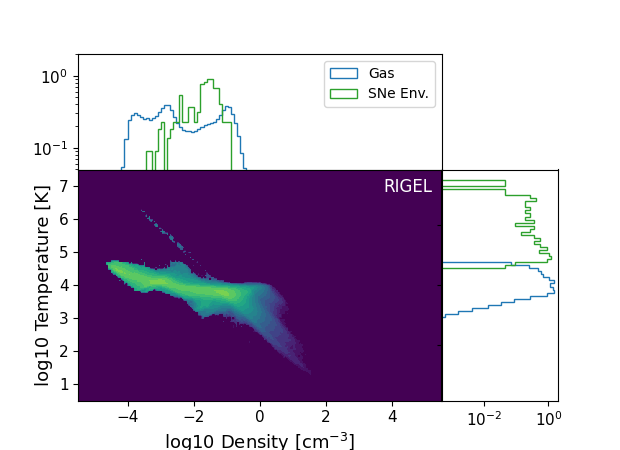 10⁰
10⁻¹
Gas
SNe Env.
RIGEL
log10 Temperature [K]
7
6
5
4
3
2
1
−4 −2 0 2 4
10⁻² 10⁰
log10 Density [cm⁻³]